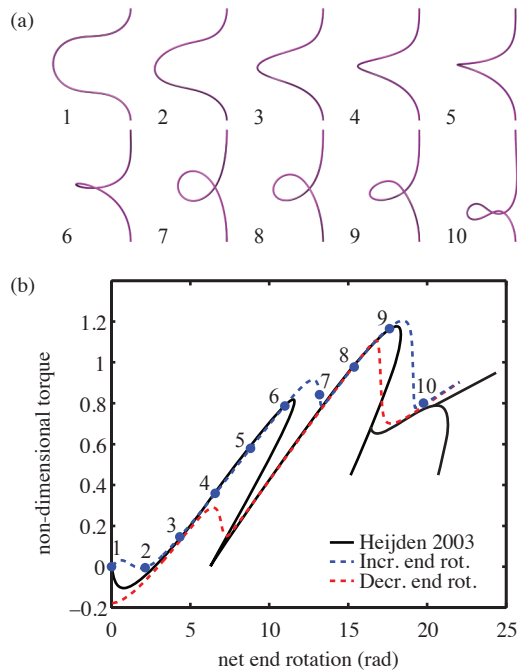 (a)
1 2 3 4 5
6 7 8 9 10
(b)
1.2
1
0.8
0.6
0.4
0.2
0
−0.2
non-dimensional torque
1 2 3 4 5 6 7 8 9 10
Heijden 2003
Incr. end rot.
Decr. end rot.
0 5 10 15 20 25
net end rotation (rad)